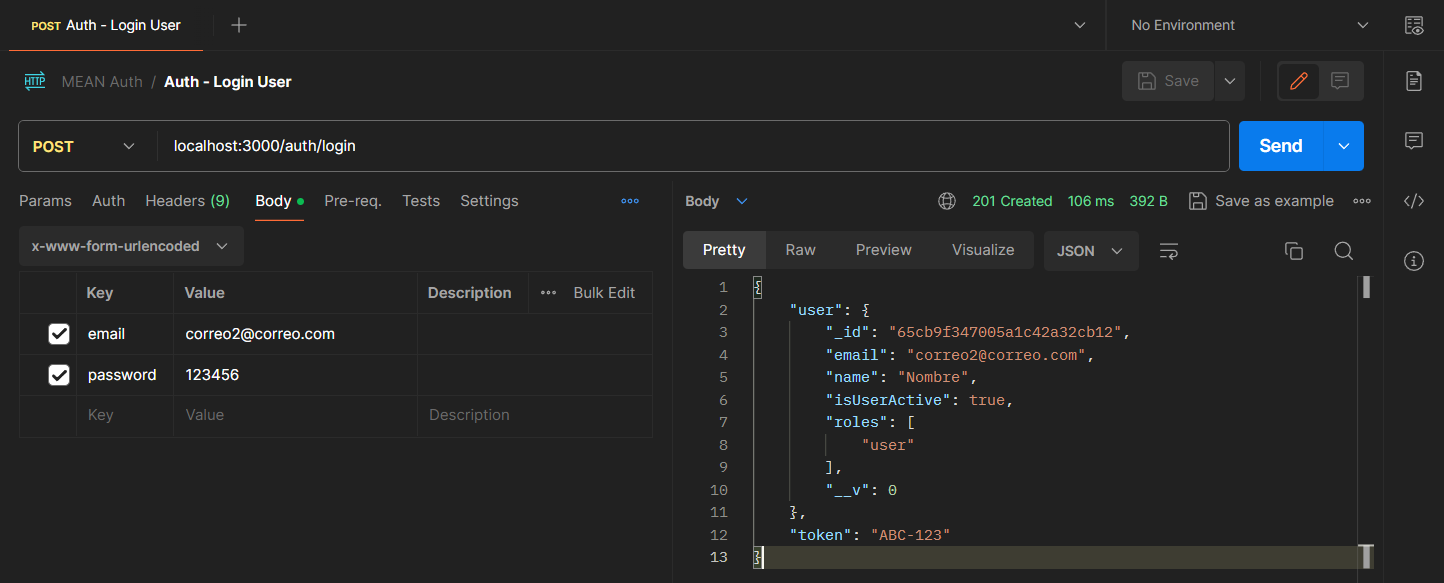 POST Auth - Login User
No Environment
HTTP MEAN Auth / Auth - Login User
Save
POST localhost:3000/auth/login
Send
Params Auth Headers (9) Body Pre-req. Tests Settings
x-www-form-urlencoded
Key Value Description Bulk Edit
email correo2@correo.com
password 123456
Key Value Description
Body 201 Created 106 ms 392 B Save as example
Pretty Raw Preview Visualize JSON
1 {
2 "user": {
3 "_id": "65cb9f347005a1c42a32cb12",
4 "email": "correo2@correo.com",
5 "name": "Nombre",
6 "isUserActive": true,
7 "roles": [
8 "user"
9 ],
10 "__v": 0
11 },
12 "token": "ABC-123"
13 }